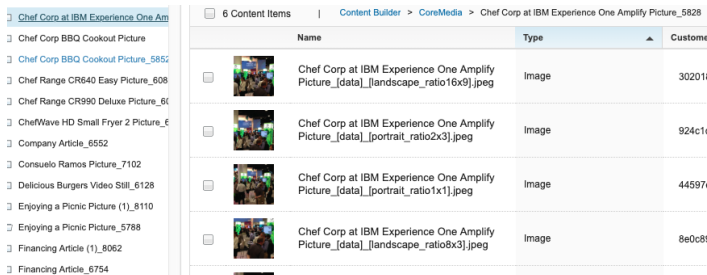 Chef Corp at IBM Experience One Am
Chef Corp BBQ Cookout Picture
Chef Corp BBQ Cookout Picture_5852
Chef Range CR640 Easy Picture_608
Chef Range CR990 Deluxe Picture_60
ChefWave HD Small Fryer 2 Picture_6
Company Article_6552
Consuelo Ramos Picture_7102
Delicious Burgers Video Still_6128
Enjoying a Picnic Picture (1)_8110
Enjoying a Picnic Picture_5788
Financing Article (1)_8062
Financing Article_6754
6 Content Items | Content Builder > CoreMedia > Chef Corp at IBM Experience One Amplify Picture_5828
Name Type Custome
Chef Corp at IBM Experience One Amplify
Picture_[data]_[landscape_ratio16x9].jpeg
Image 302018
Chef Corp at IBM Experience One Amplify
Picture_[data]_[portrait_ratio2x3].jpeg
Image 924c1
Chef Corp at IBM Experience One Amplify
Picture_[data]_[portrait_ratio1x1].jpeg
Image 44597
Chef Corp at IBM Experience One Amplify
Picture_[data]_[landscape_ratio8x3].jpeg
Image 8e0c8